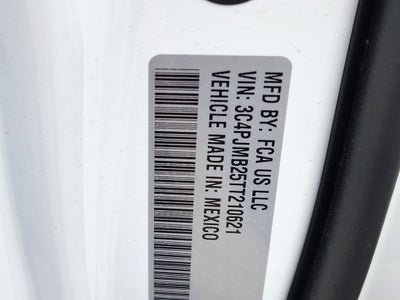 MFD BY: FCA US LLC
VIN: 3C4PJMB25TT210621
VEHICLE MADE IN: MEXICO